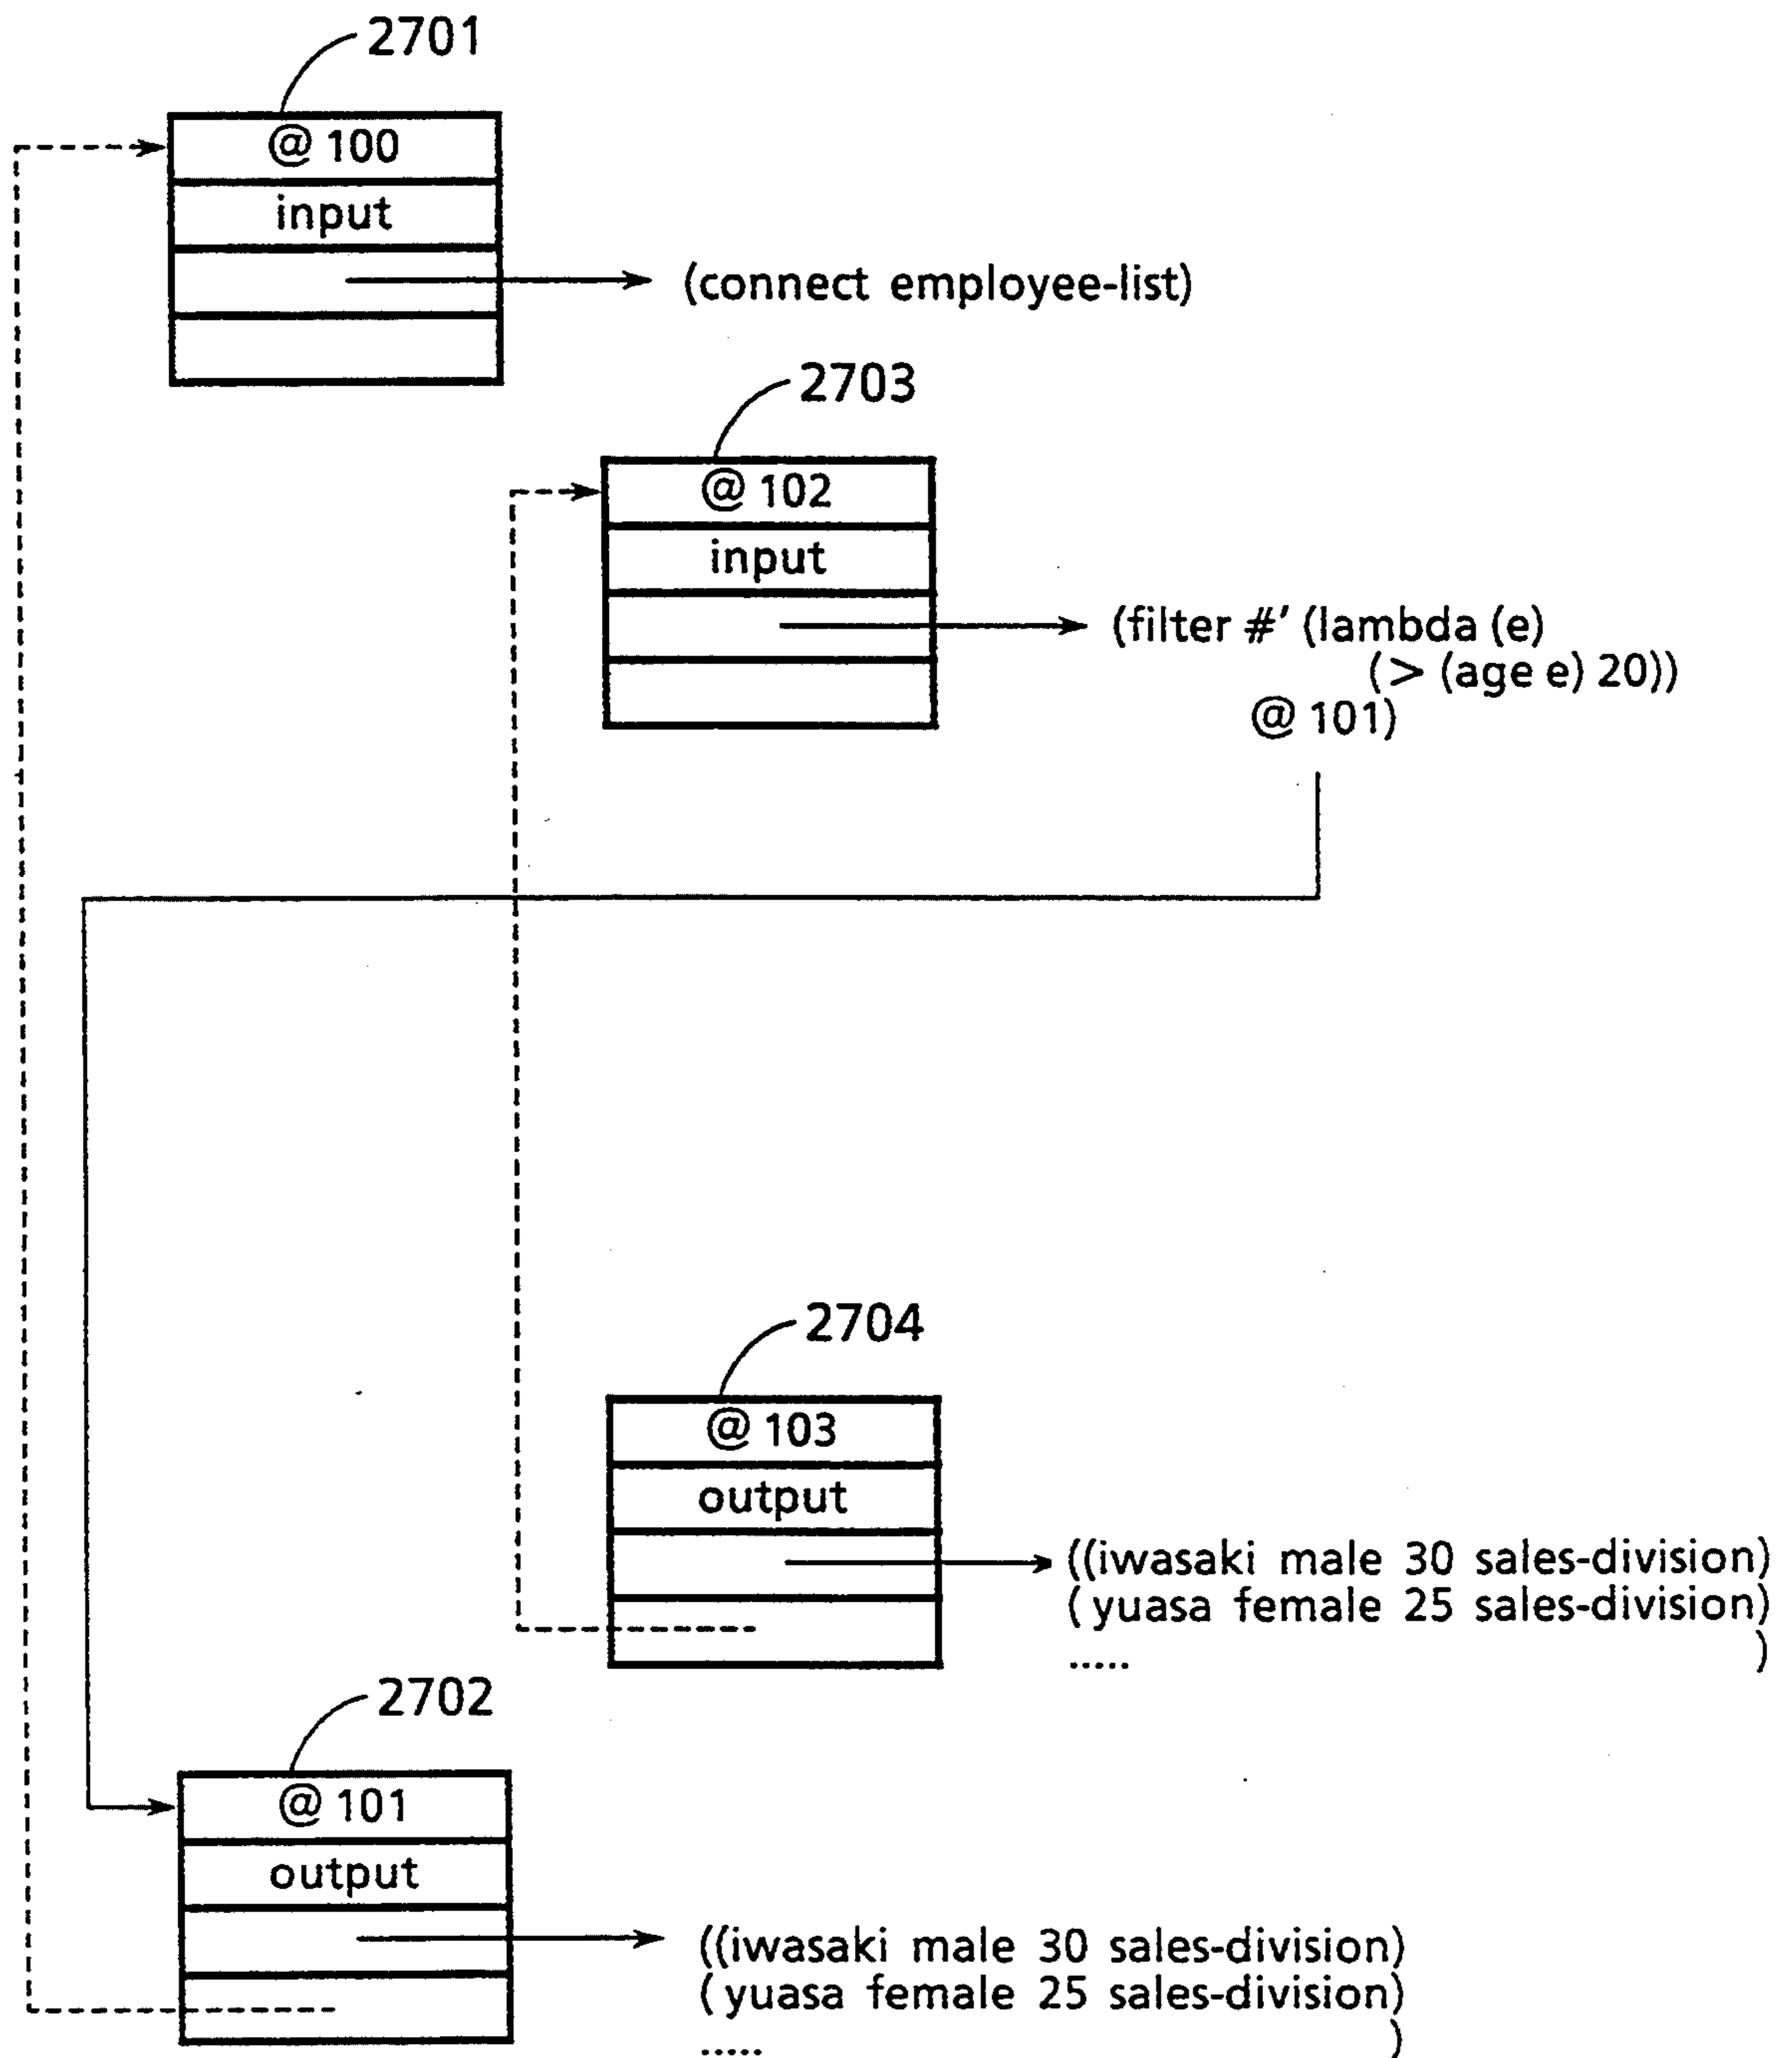 2701
@ 100
input
(connect employee-list)
2703
@ 102
input
(filter #' (lambda (e)
(> (age e) 20))
@ 101)
2704
@ 103
output
((iwasaki male 30 sales-division)
( yuasa female 25 sales-division)
..... )
2702
@ 101
output
((iwasaki male 30 sales-division)
( yuasa female 25 sales-division)
..... )